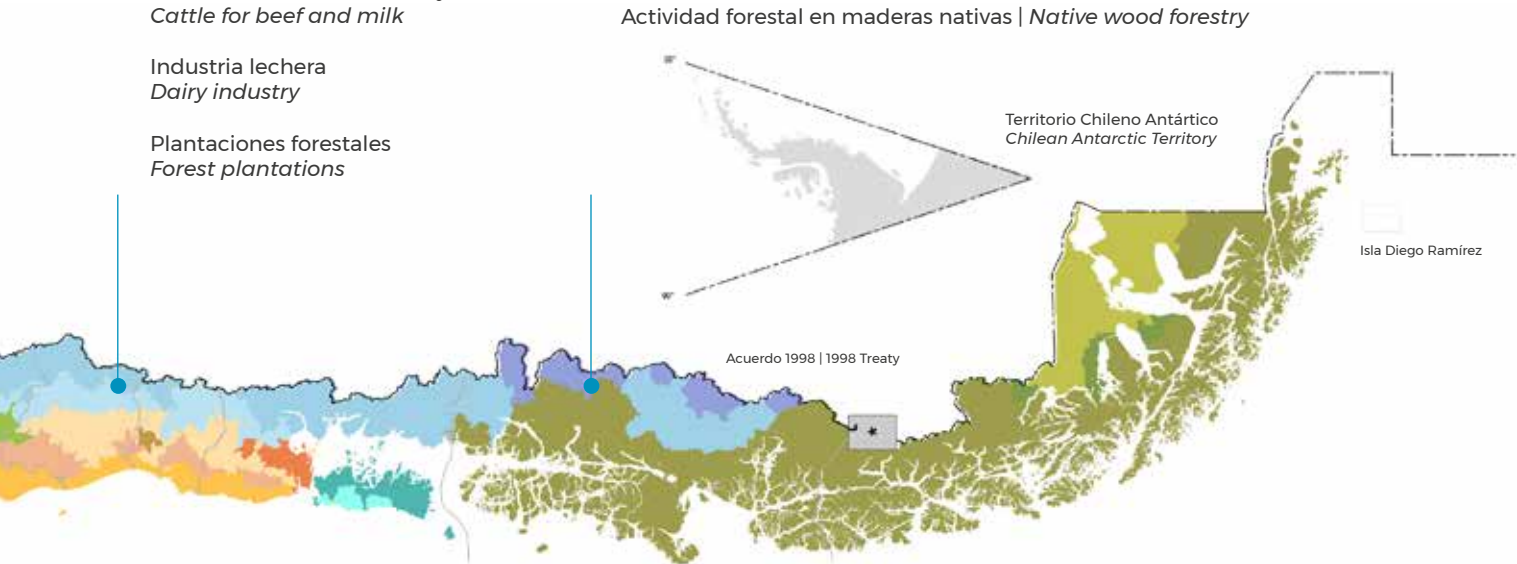 Cattle for beef and milk
Industria lechera
Dairy industry
Plantaciones forestales
Forest plantations
Actividad forestal en maderas nativas | Native wood forestry
Territorio Chileno Antártico
Chilean Antarctic Territory
Isla Diego Ramírez
Acuerdo 1998 | 1998 Treaty